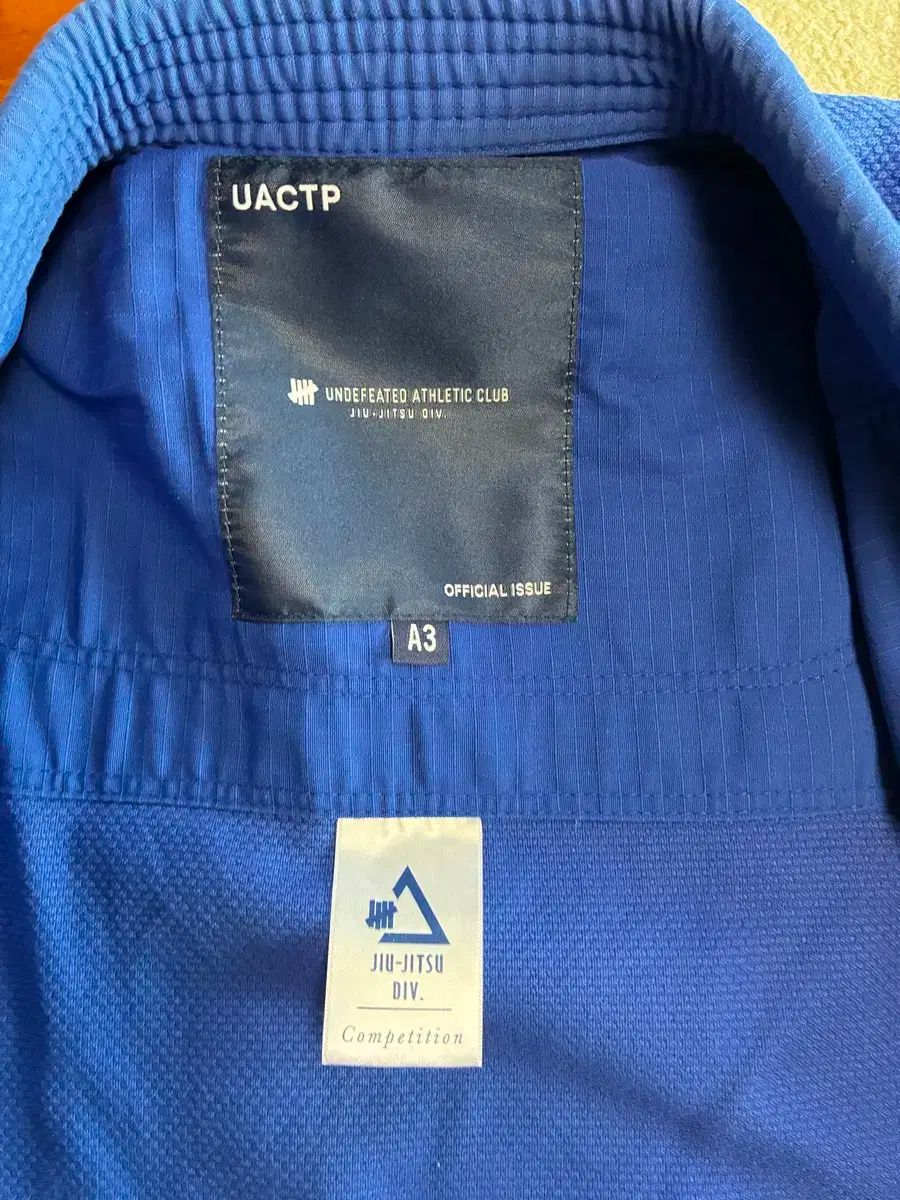 UACTP
UNDEFEATED ATHLETIC CLUB
JIU-JITSU DIV.
OFFICIAL ISSUE
A3
JIU-JITSU
DIV.
Competition